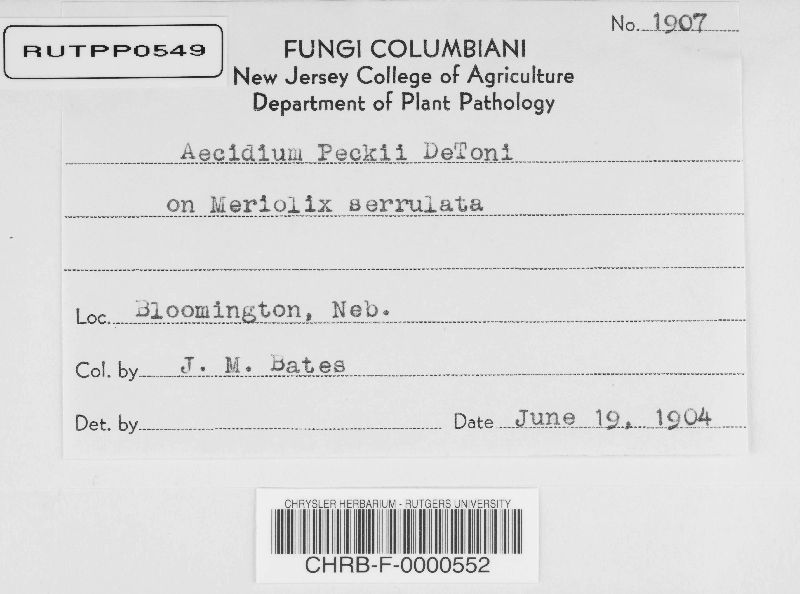 No. 1907
RUTPP0549
FUNGI COLUMBIANI
New Jersey College of Agriculture
Department of Plant Pathology
Aecidium Peckii DeToni
on Meriolix serrulata
Loc. Bloomington, Neb.
Col. by J. M. Bates
Det. by
Date June 19, 1904
CHRYSLER HERBARIUM - RUTGERS UNIVERSITY
CHRB-F-0000552